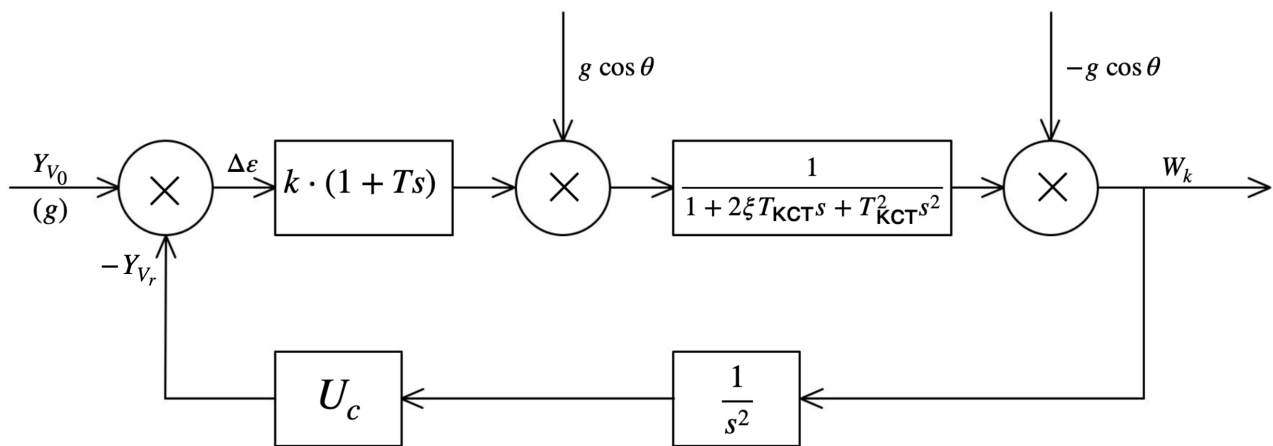 g cos θ
−g cos θ
Y_{V_0}
(g)
Δε
k · (1 + Ts)
1
1 + 2ξT_{КСТ}s + T_{КСТ}^2s^2
W_k
−Y_{V_r}
U_c
1
s^2